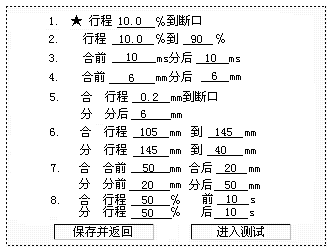 1. ★ 行程 10.0 %到断口
2. 行程 10.0 %到 90 %
3. 合前 10 ms分后 10 ms
4. 合前 6 mm分后 6 mm
5. 合 行程 0.2 mm到断口
分 分后 6 mm
6. 合 行程 105 mm 到 145 mm
分 行程 145 mm 到 40 mm
7. 合 合前 50 mm 合后 20 mm
分 分前 20 mm 分后 50 mm
8. 合 行程 50 % 前 10 s
分 行程 50 % 后 10 s
保存并返回 进入测试